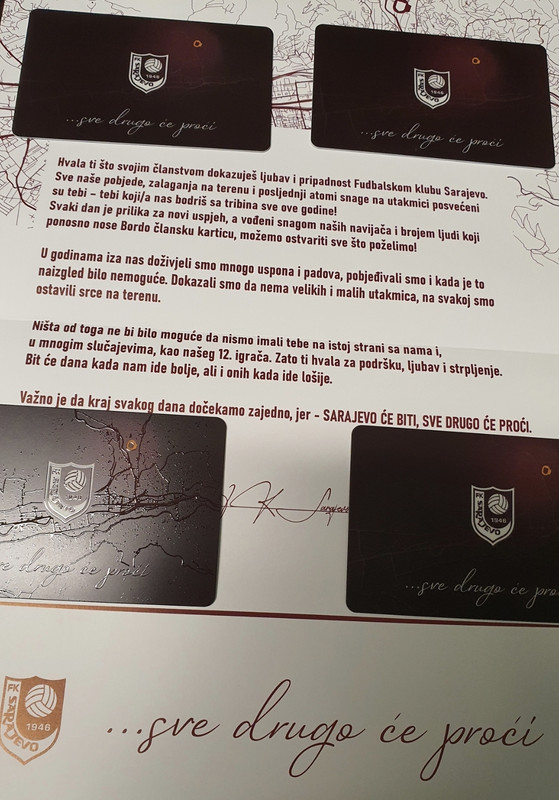 1946
...sve drugo će proći
1946
...sve drugo će proći
Hvala ti što svojim članstvom dokazuješ ljubav i pripadnost Fudbalskom klubu Sarajevo.
Sve naše pobjede, zalaganja na terenu i posljednji atomi snage na utakmici posvećeni
su tebi – tebi koji/a nas bodriš sa tribina sve ove godine!
Svaki dan je prilika za novi uspjeh, a vođeni snagom naših navijača i brojem ljudi koji
ponosno nose Bordo člansku karticu, možemo ostvariti sve što poželimo!
U godinama iza nas doživjeli smo mnogo uspona i padova, pobjeđivali smo i kada je to
naizgled bilo nemoguće. Dokazali smo da nema velikih i malih utakmica, na svakoj smo
ostavili srce na terenu.
Ništa od toga ne bi bilo moguće da nismo imali tebe na istoj strani sa nama i,
u mnogim slučajevima, kao našeg 12. igrača. Zato ti hvala za podršku, ljubav i strpljenje.
Bit će dana kada nam ide bolje, ali i onih kada ide lošije.
Važno je da kraj svakog dana dočekamo zajedno, jer - SARAJEVO ĆE BITI, SVE DRUGO ĆE PROĆI.
FK SARAJEVO 1946
drugo će proći
FK Sarajevo
...sve drugo će
FK SARAJEVO 1946
...sve drugo će proći